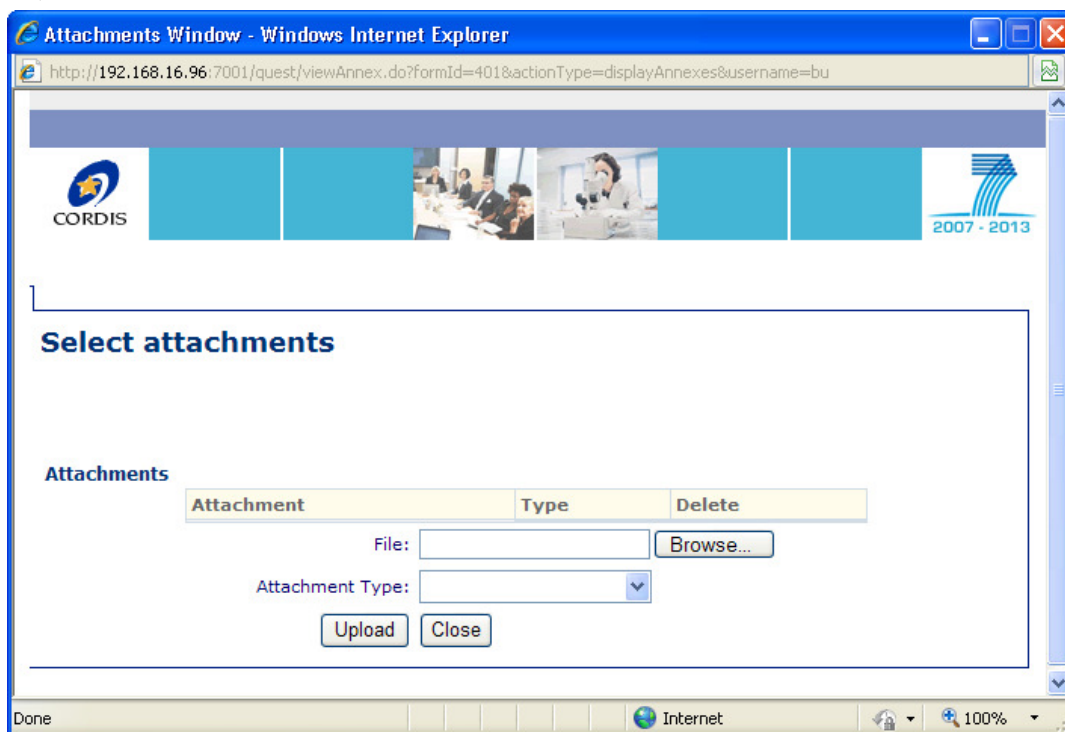 Attachments Window - Windows Internet Explorer
http://192.168.16.96:7001/quest/viewAnnex.do?formId=401&actionType=displayAnnexes&username=bu
CORDIS
7
2007 - 2013
Select attachments
Attachments
Attachment Type Delete
File: Browse...
Attachment Type:
Upload Close
Done Internet 100%